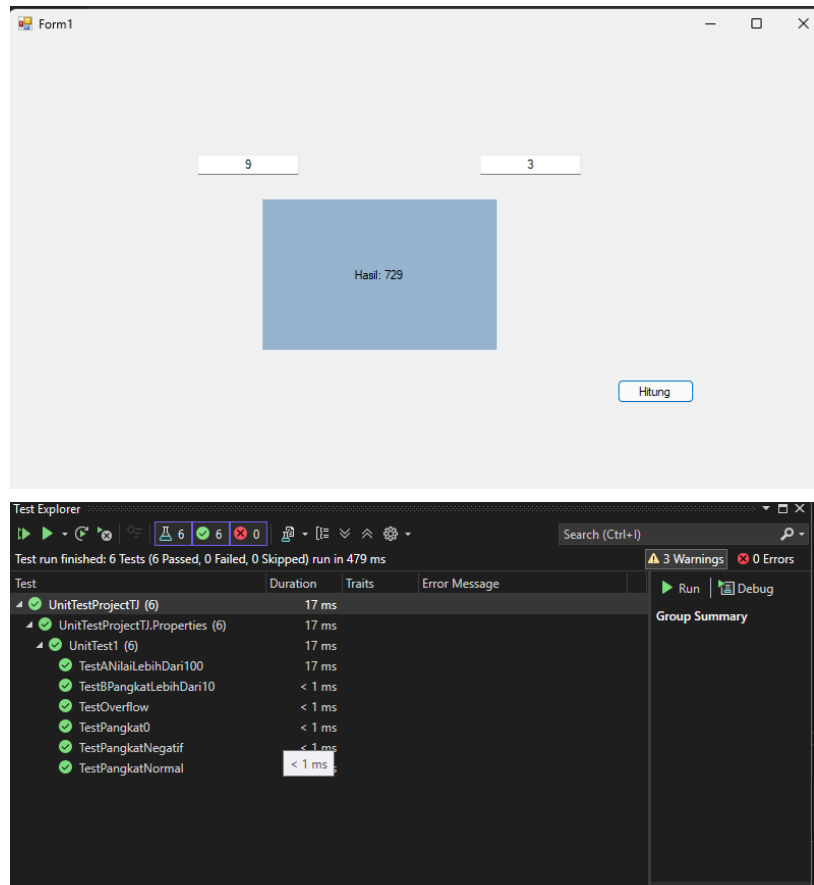 Form1
9 3
Hasil: 729
Hitung
Test Explorer
6 6 0 Search (Ctrl+I)
Test run finished: 6 Tests (6 Passed, 0 Failed, 0 Skipped) run in 479 ms 3 Warnings 0 Errors
Test Duration Traits Error Message Run Debug
UnitTestProjectTJ (6) 17 ms Group Summary
UnitTestProjectTJ.Properties (6) 17 ms
UnitTest1 (6) 17 ms
TestANilaiLebihDari100 17 ms
TestBPangkatLebihDari10 < 1 ms
TestOverflow < 1 ms
TestPangkat0 < 1 ms
TestPangkatNegatif < 1 ms
TestPangkatNormal < 1 ms